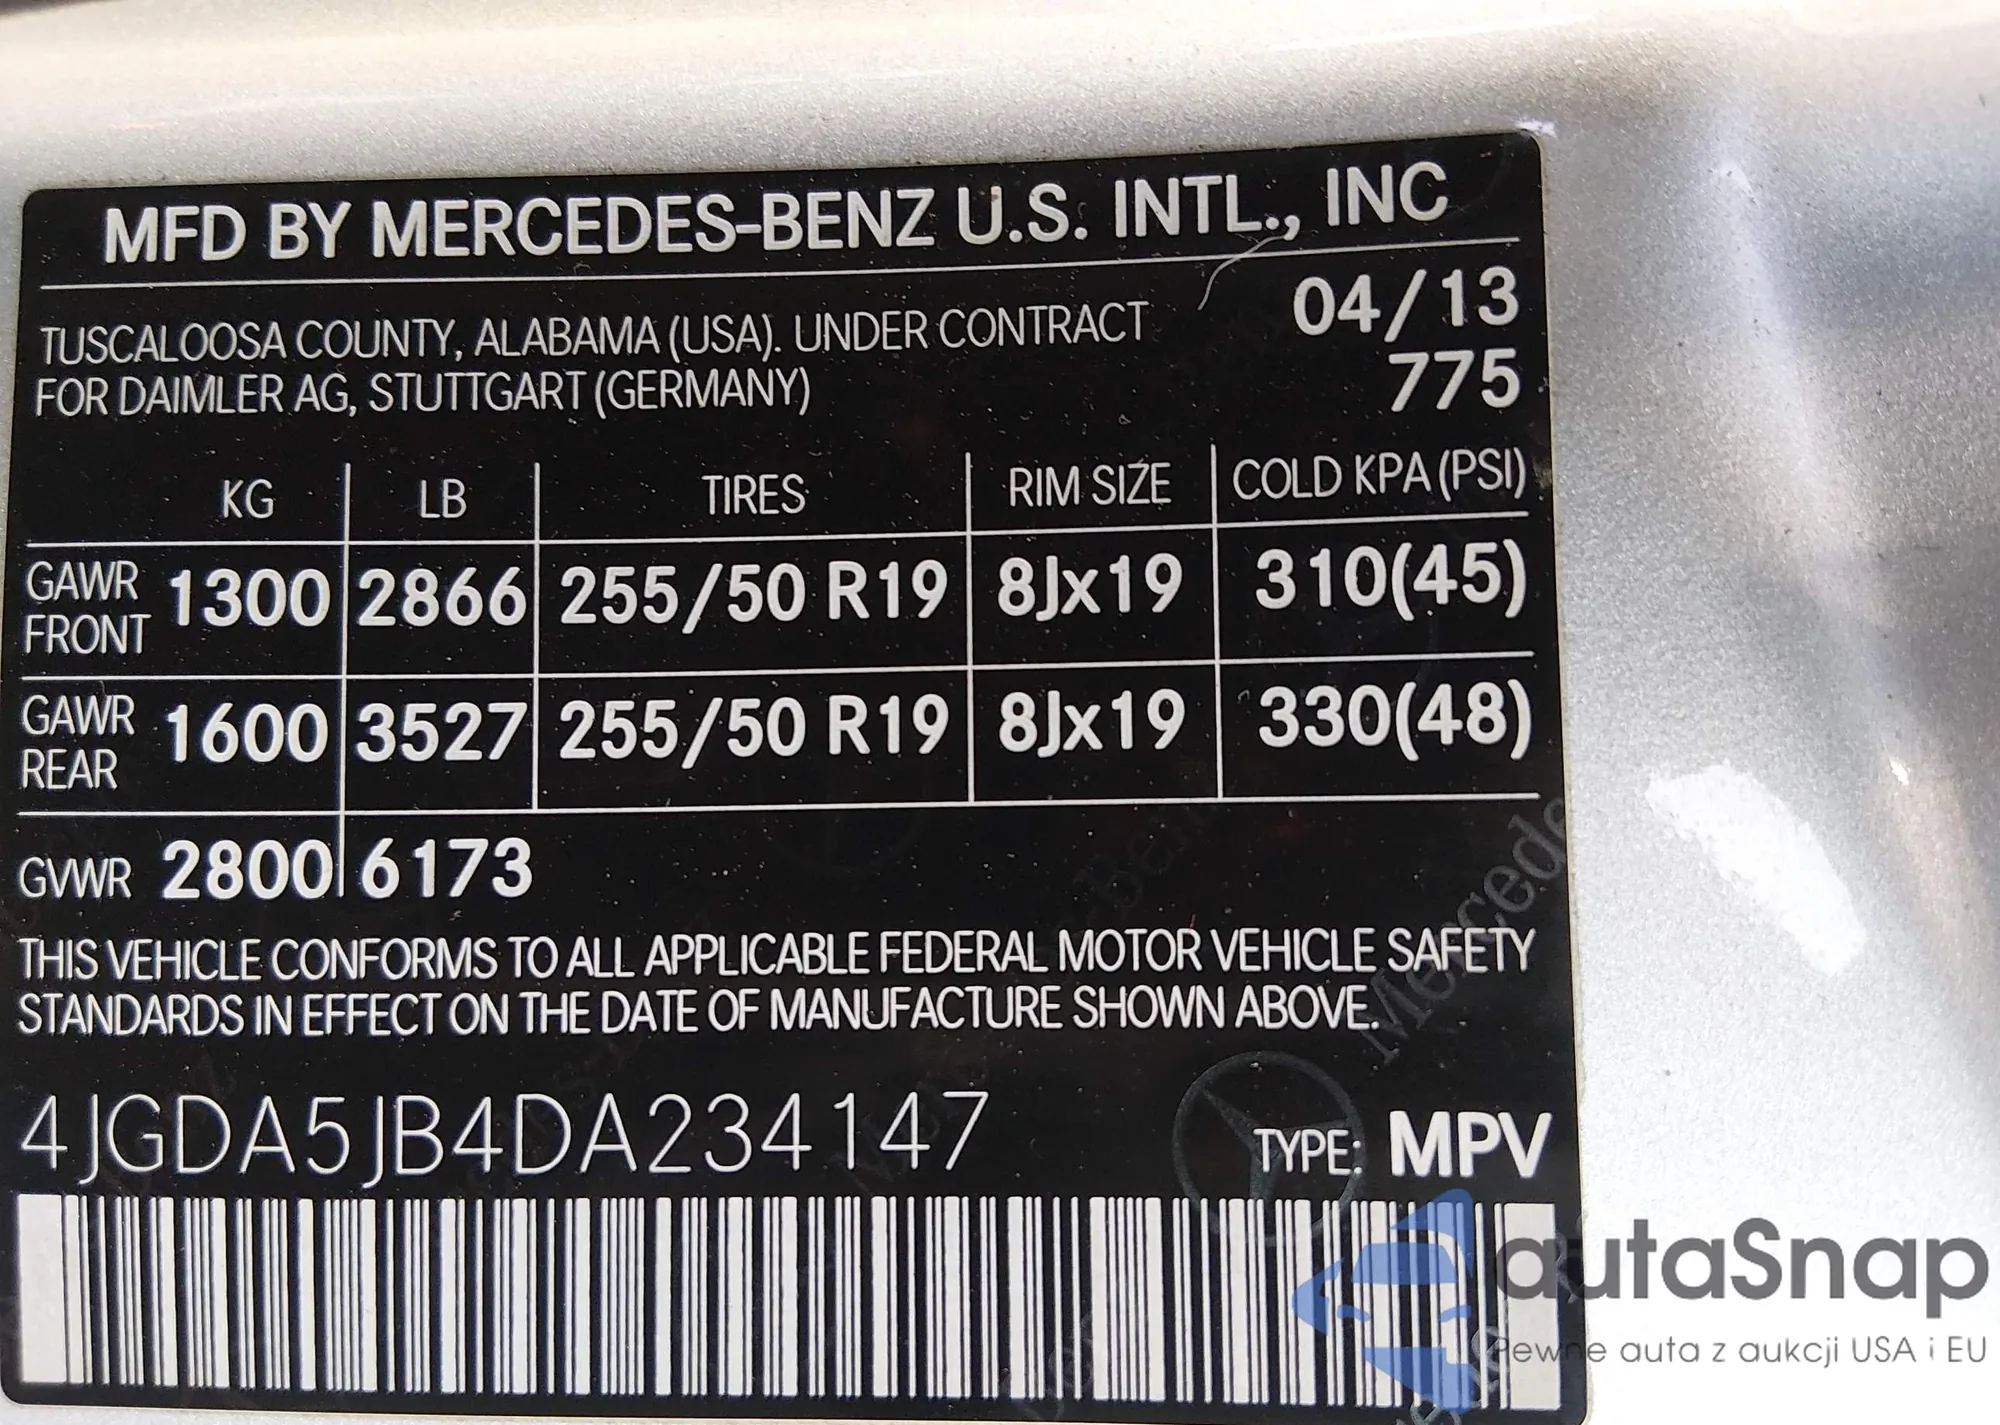 MFD BY MERCEDES-BENZ U.S. INTL., INC
TUSCALOOSA COUNTY, ALABAMA (USA). UNDER CONTRACT 04/13
FOR DAIMLER AG, STUTTGART (GERMANY) 775
KG LB TIRES RIM SIZE COLD KPA (PSI)
GAWR FRONT 1300 2866 255/50 R19 8Jx19 310(45)
GAWR REAR 1600 3527 255/50 R19 8Jx19 330(48)
GVWR 2800 6173
THIS VEHICLE CONFORMS TO ALL APPLICABLE FEDERAL MOTOR VEHICLE SAFETY
STANDARDS IN EFFECT ON THE DATE OF MANUFACTURE SHOWN ABOVE.
4JGDA5JB4DA234147 TYPE: MPV
autaSnap
Pewne auta z aukcji USA i EU